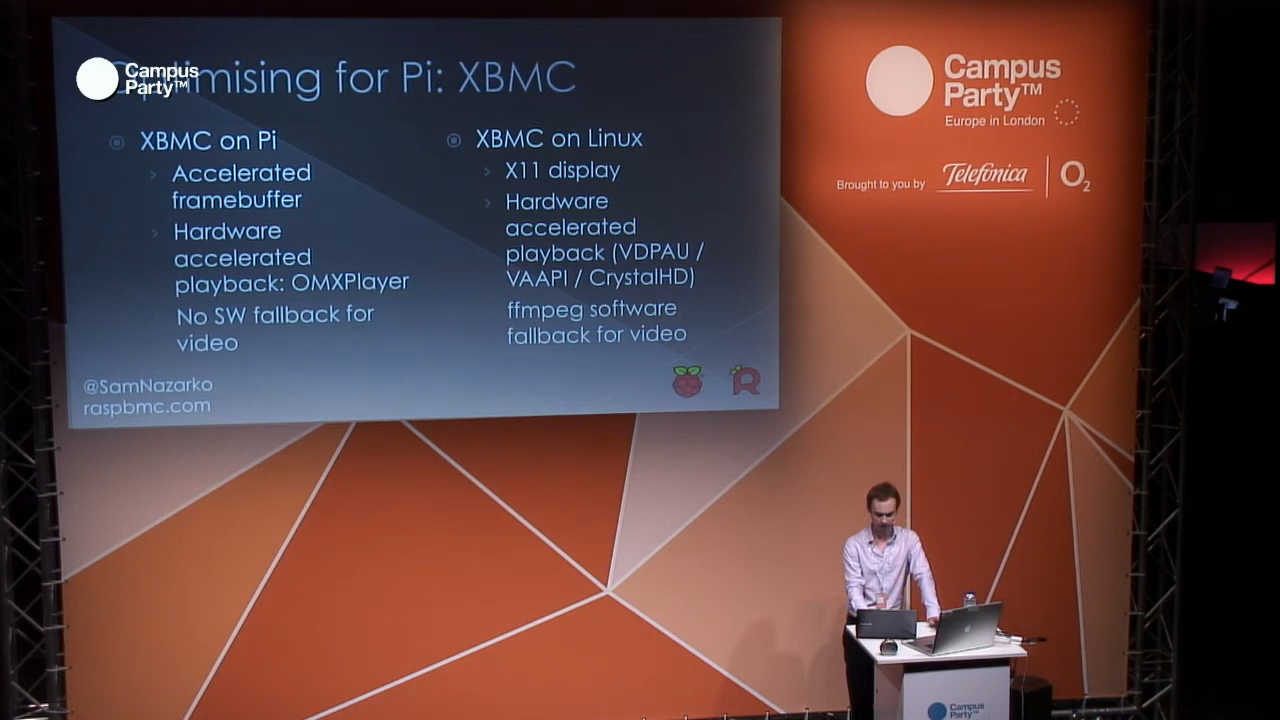 Campus
Party™
Optimising for Pi: XBMC
XBMC on Pi
Accelerated
framebuffer
Hardware
accelerated
playback: OMXPlayer
No SW fallback for
video
XBMC on Linux
X11 display
Hardware
accelerated
playback (VDPAU /
VAAPI / CrystalHD)
ffmpeg software
fallback for video
@SamNazarko
raspbmc.com
R
Campus
Party™
Europe in London
Brought to you by
Telefónica
O2
Campus
Party™